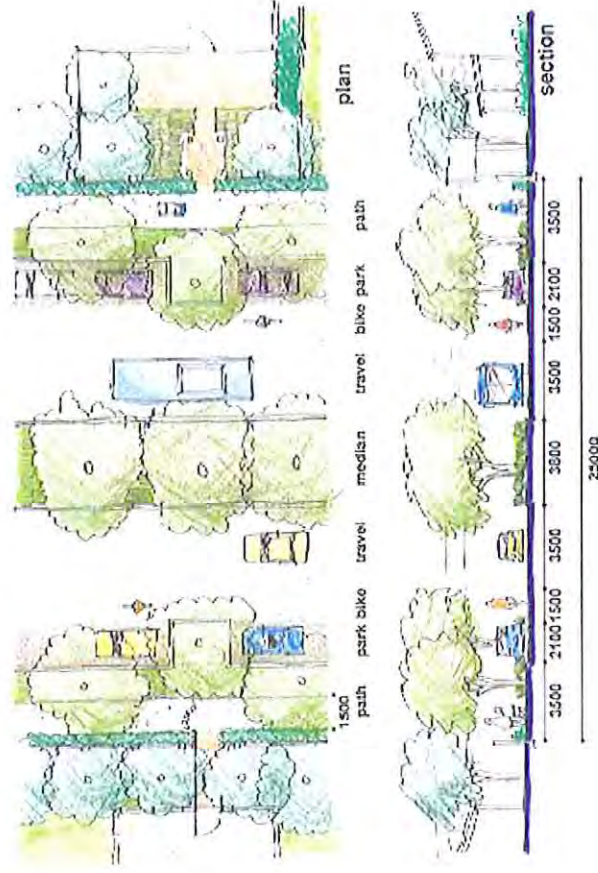 plan
1500
path park bike travel median travel bike park path
section
3500 2100 1500 3500 3800 3500 1500 2100 3500
25000